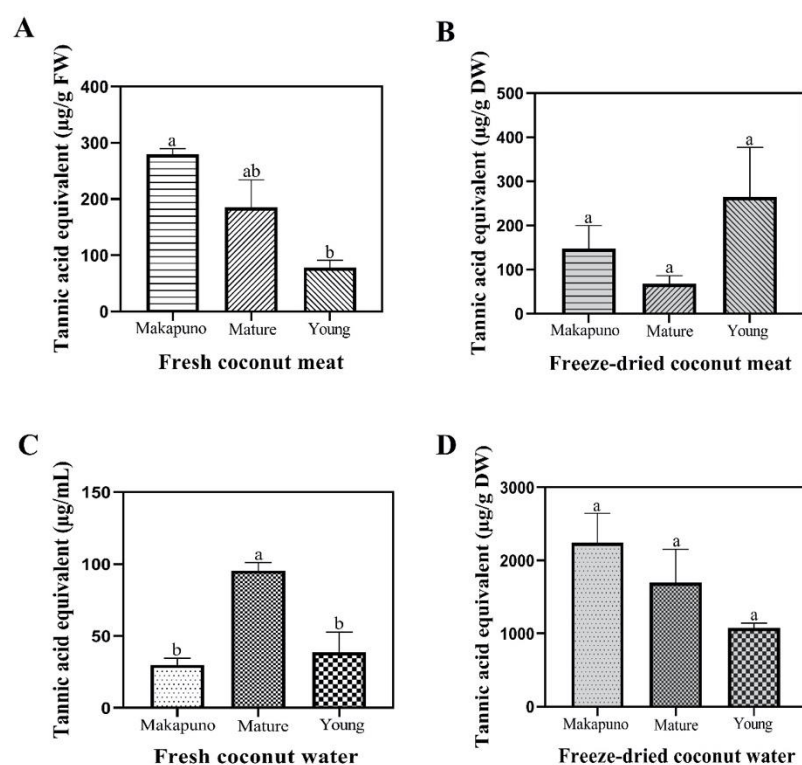 A
Tannic acid equivalent (µg/g FW)
400
300
200
100
0
a
ab
b
Makapuno Mature Young
Fresh coconut meat
B
Tannic acid equivalent (µg/g DW)
500
400
300
200
100
0
a
a
a
Makapuno Mature Young
Freeze-dried coconut meat
C
Tannic acid equivalent (µg/mL)
150
100
50
0
b
a
b
Makapuno Mature Young
Fresh coconut water
D
Tannic acid equivalent (µg/g DW)
3000
2000
1000
0
a
a
a
Makapuno Mature Young
Freeze-dried coconut water